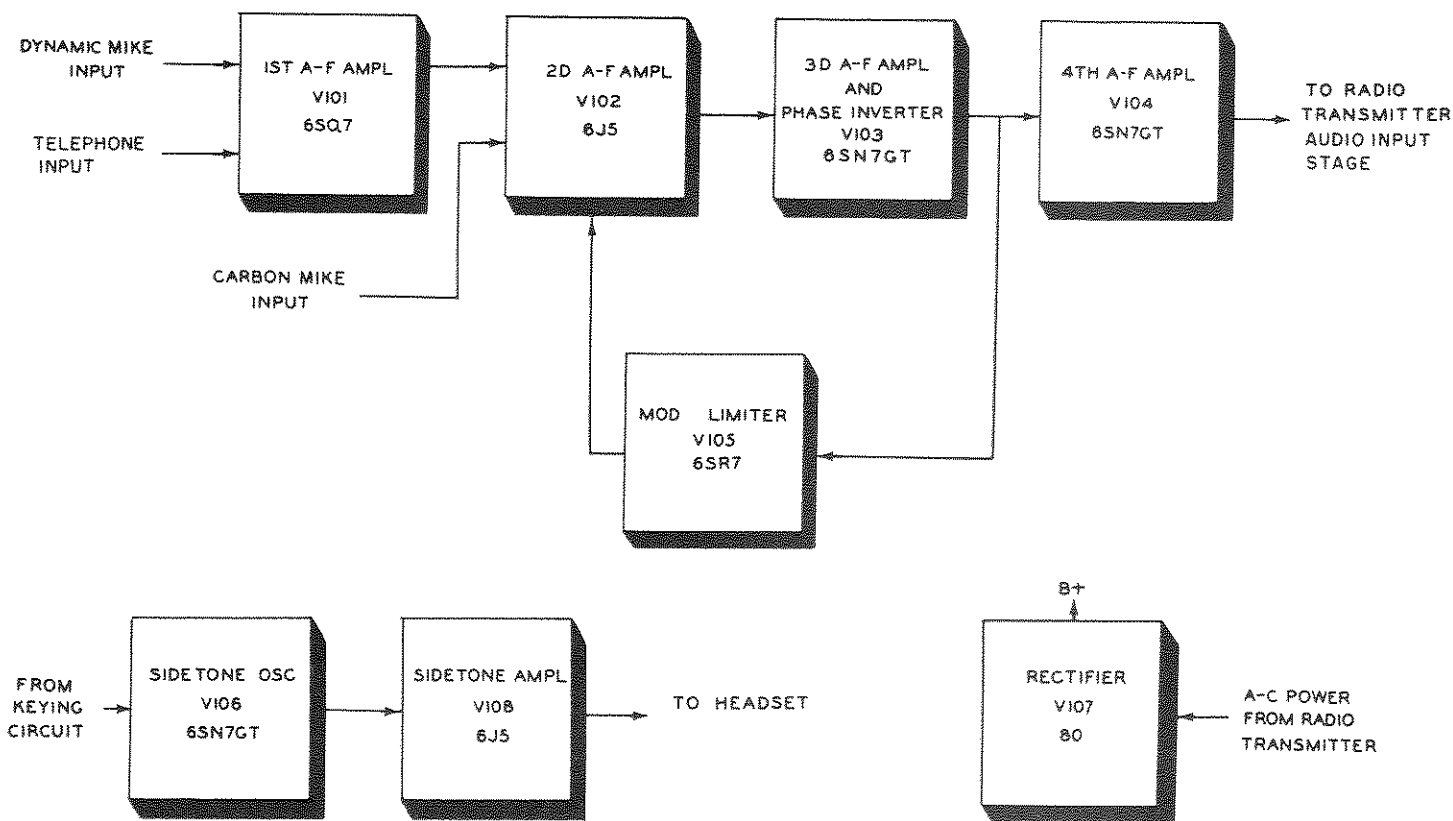 DYNAMIC MIKE
INPUT
TELEPHONE
INPUT
1ST A-F AMPL
V101
6SQ7
CARBON MIKE
INPUT
2D A-F AMPL
V102
6J5
3D A-F AMPL
AND
PHASE INVERTER
V103
6SN7GT
4TH A-F AMPL
V104
6SN7GT
TO RADIO
TRANSMITTER
AUDIO INPUT
STAGE
MOD LIMITER
V105
6SR7
FROM
KEYING
CIRCUIT
SIDETONE OSC
V106
6SN7GT
SIDETONE AMPL
V108
6J5
TO HEADSET
B+
RECTIFIER
V107
80
A-C POWER
FROM RADIO
TRANSMITTER